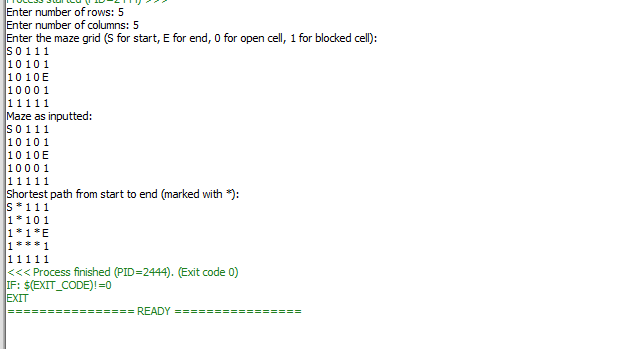 Process started (PID=2444) >>>
Enter number of rows: 5
Enter number of columns: 5
Enter the maze grid (S for start, E for end, 0 for open cell, 1 for blocked cell):
S 0 1 1 1
1 0 1 0 1
1 0 1 0 E
1 0 0 0 1
1 1 1 1 1
Maze as inputted:
S 0 1 1 1
1 0 1 0 1
1 0 1 0 E
1 0 0 0 1
1 1 1 1 1
Shortest path from start to end (marked with *):
S * 1 1 1
1 * 1 0 1
1 * 1 * E
1 * * * 1
1 1 1 1 1
<<< Process finished (PID=2444). (Exit code 0)
IF: $(EXIT_CODE)!=0
EXIT
================ READY ================